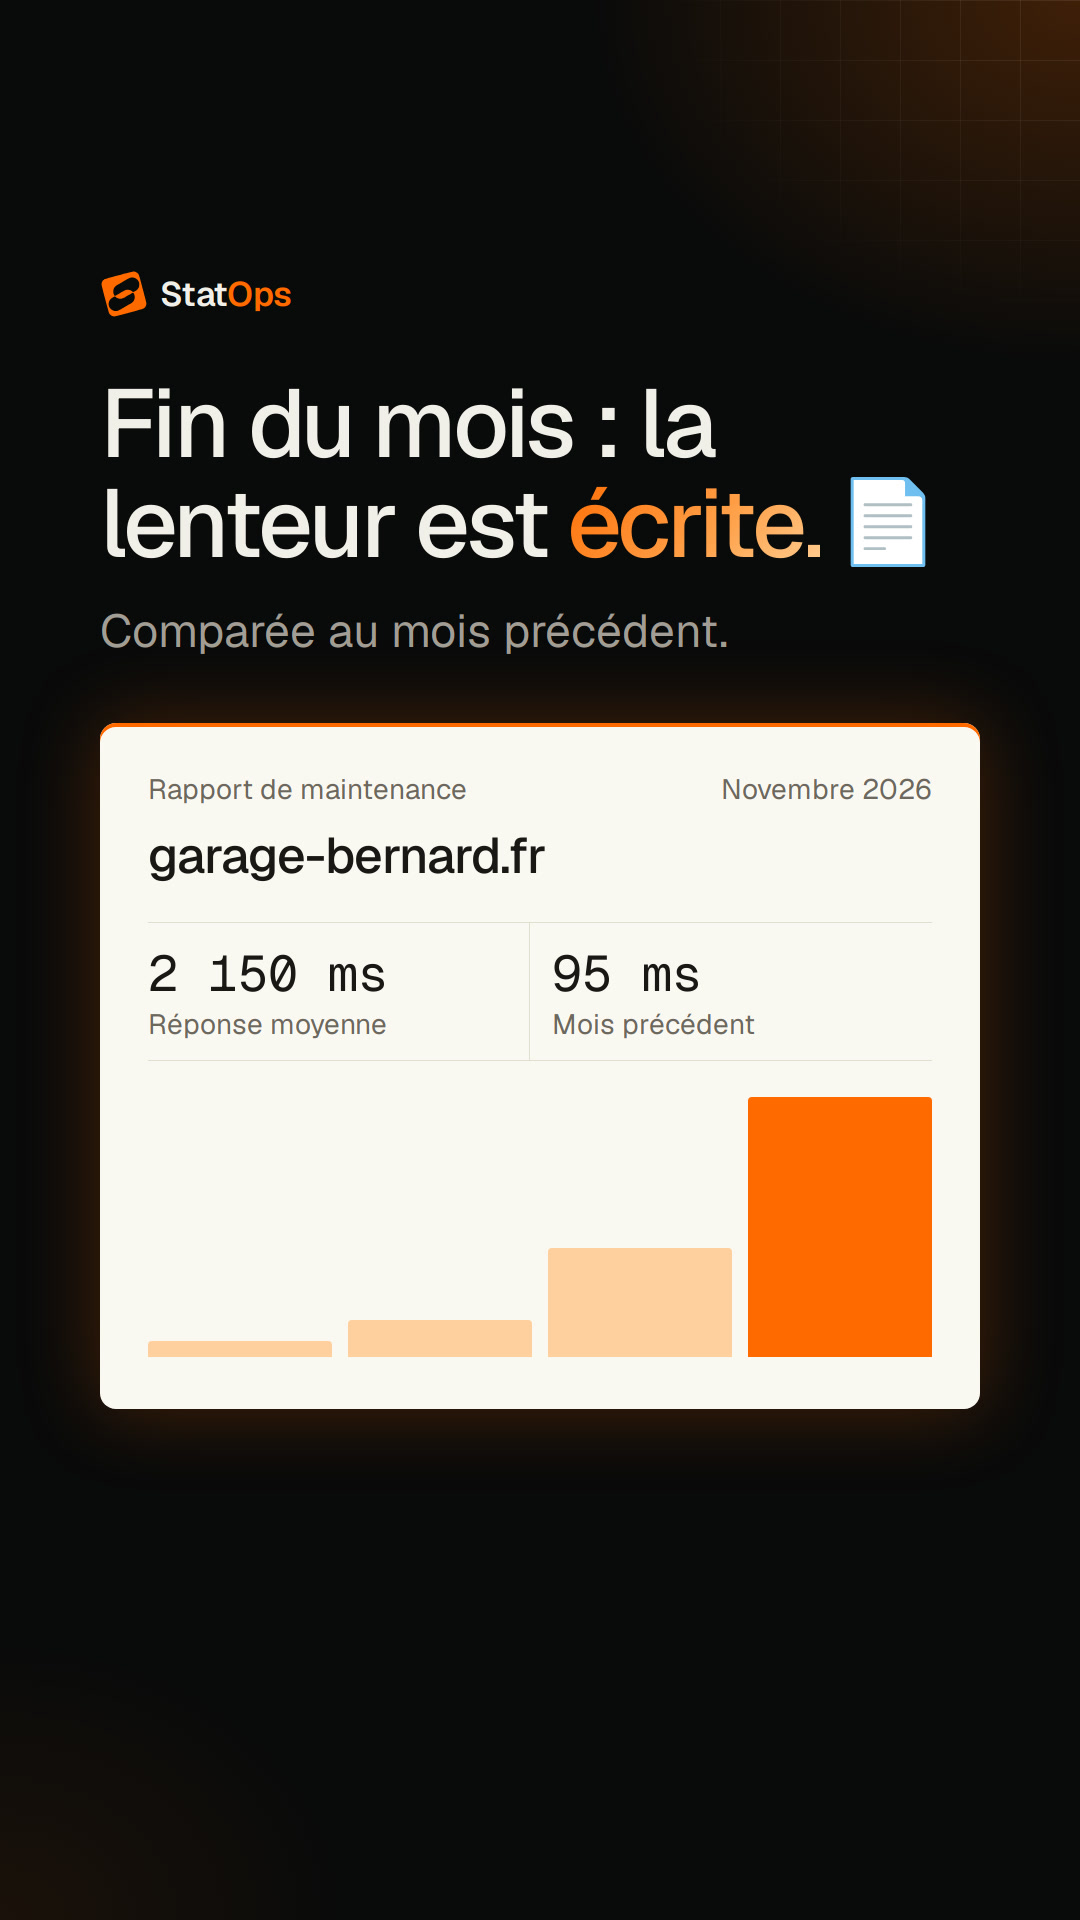 StatOps
Fin du mois : la
lenteur est écrite. 📄
Comparée au mois précédent.
Rapport de maintenance
Novembre 2026
garage-bernard.fr
2 150 ms
95 ms
Réponse moyenne
Mois précédent